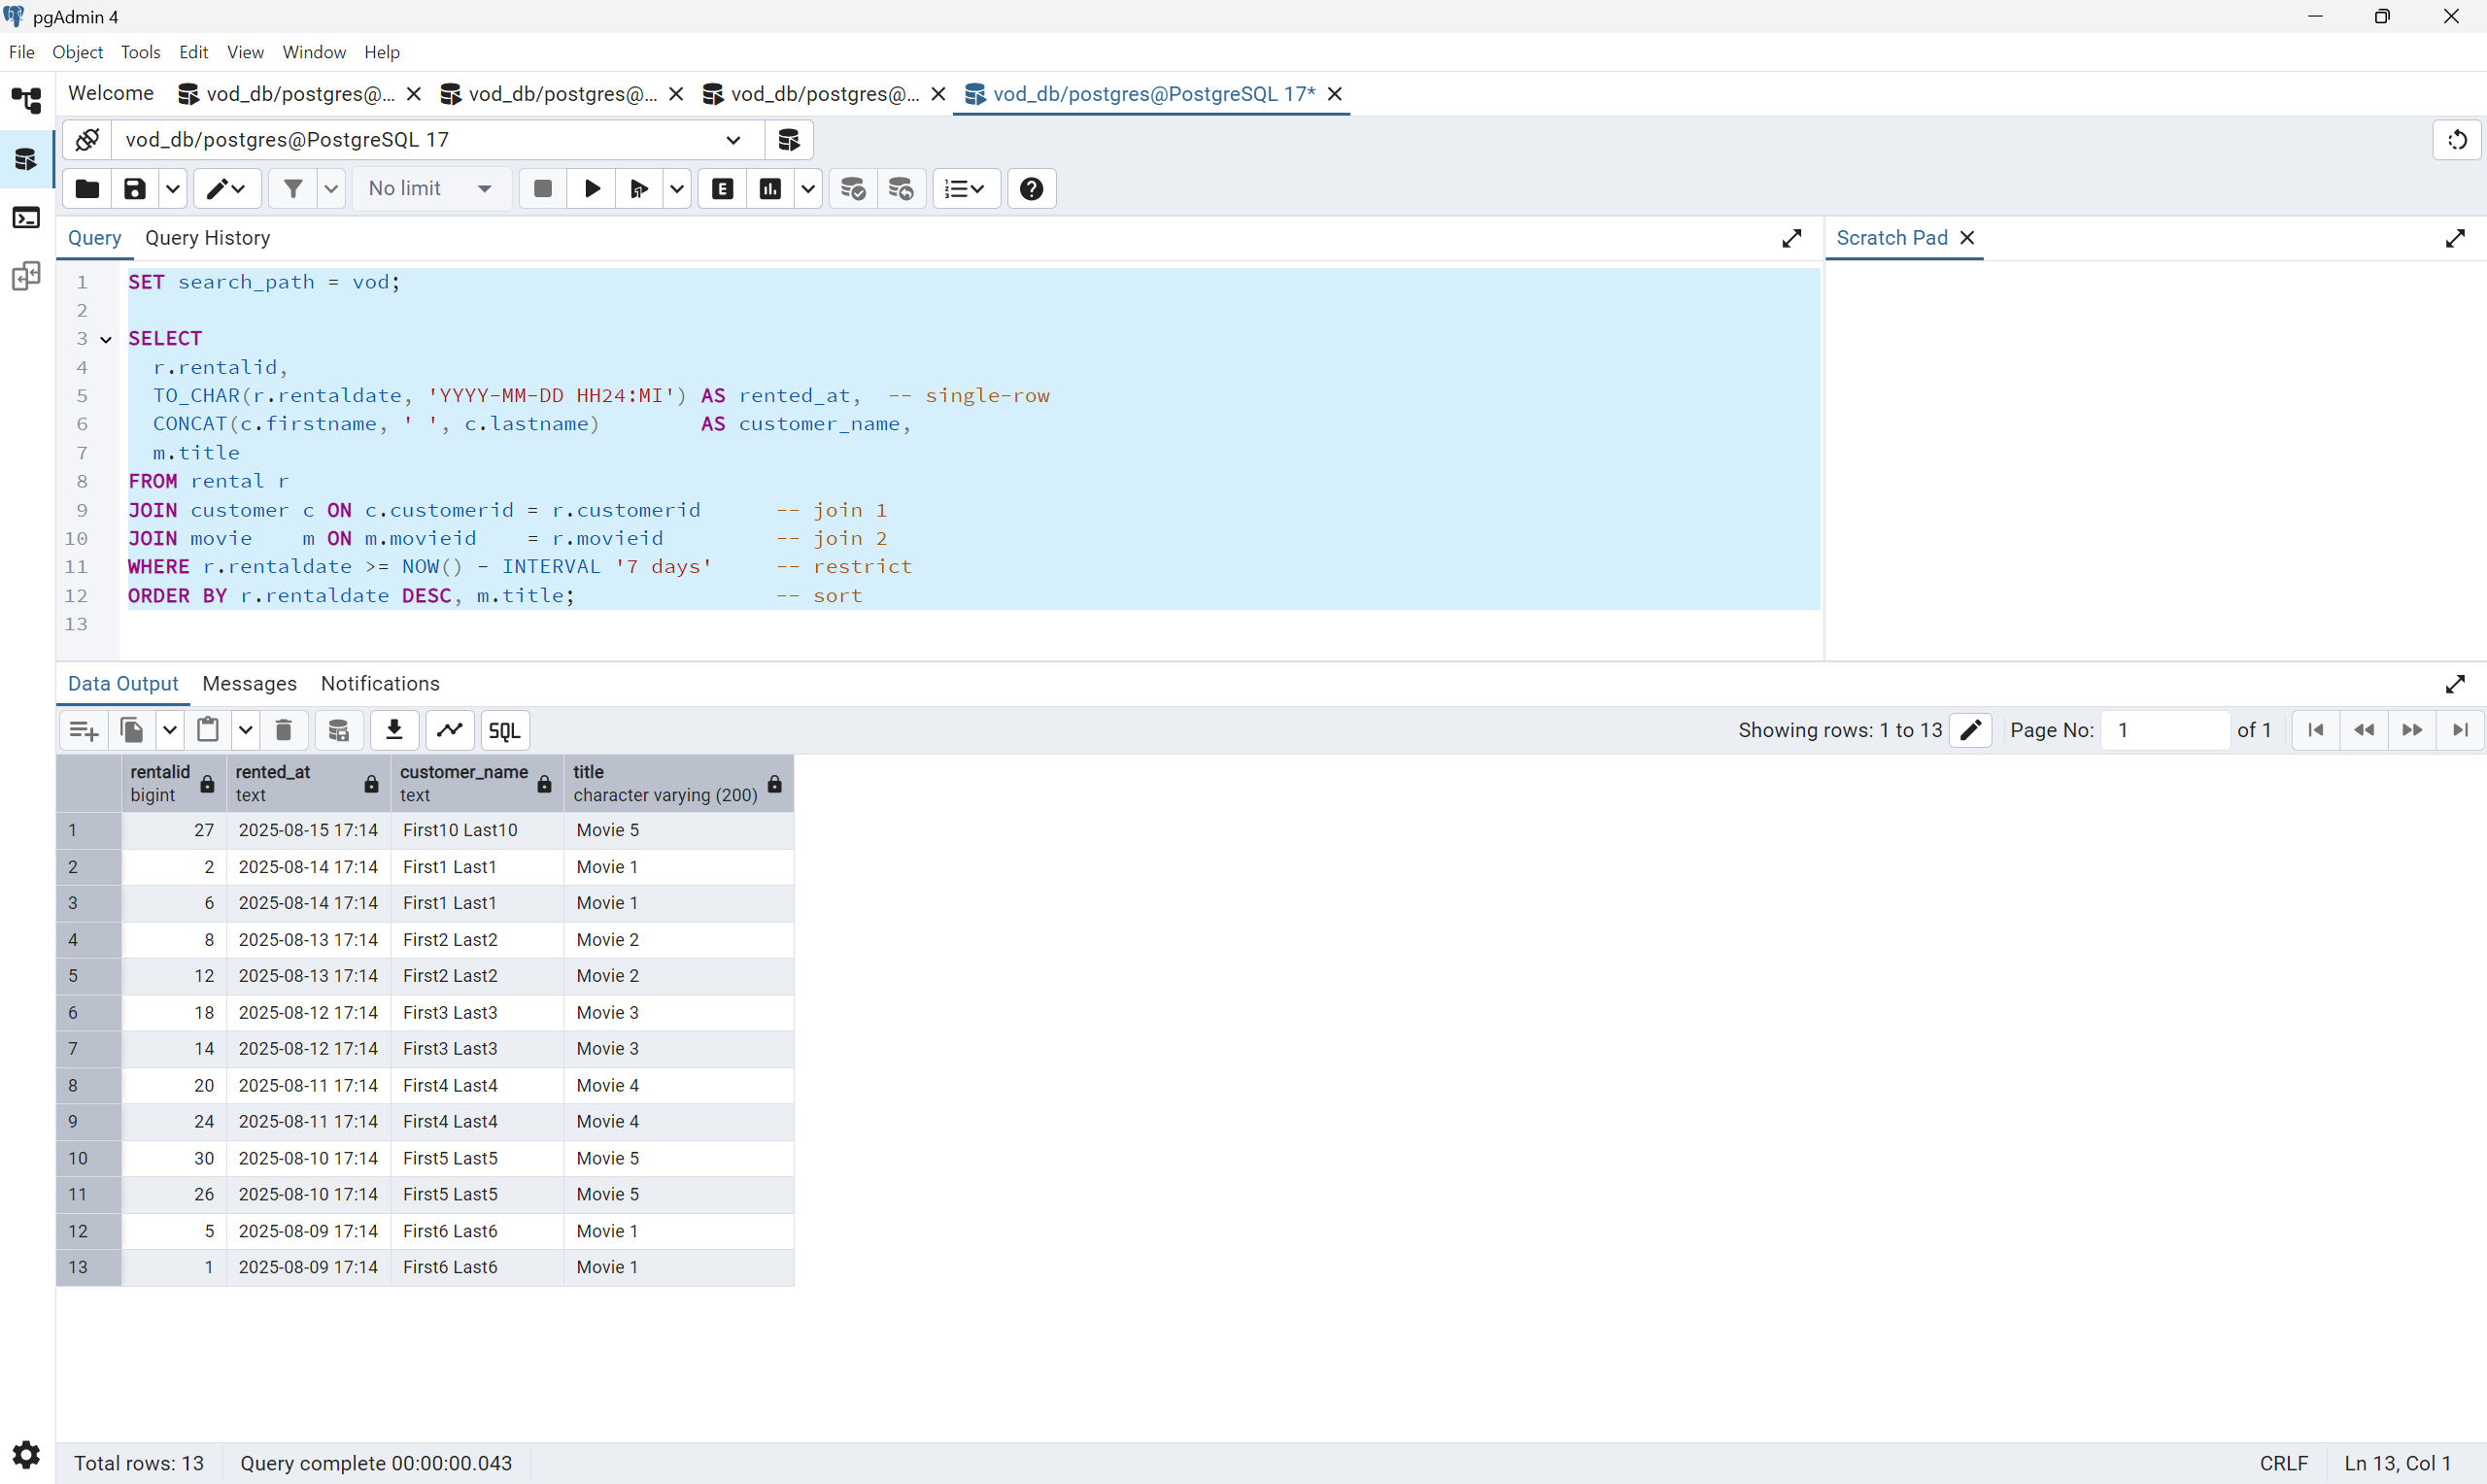 pgAdmin 4
File Object Tools Edit View Window Help
Welcome vod_db/postgres@... vod_db/postgres@... vod_db/postgres@... vod_db/postgres@PostgreSQL 17*
vod_db/postgres@PostgreSQL 17
No limit E
Query Query History Scratch Pad
1 SET search_path = vod;
2
3 SELECT
4 r.rentalid,
5 TO_CHAR(r.rentaldate, 'YYYY-MM-DD HH24:MI') AS rented_at, -- single-row
6 CONCAT(c.firstname, ' ', c.lastname) AS customer_name,
7 m.title
8 FROM rental r
9 JOIN customer c ON c.customerid = r.customerid -- join 1
10 JOIN movie m ON m.movieid = r.movieid -- join 2
11 WHERE r.rentaldate >= NOW() - INTERVAL '7 days' -- restrict
12 ORDER BY r.rentaldate DESC, m.title; -- sort
13
Data Output Messages Notifications
SQL Showing rows: 1 to 13 Page No: 1 of 1
rentalid rented_at customer_name title
bigint text text character varying (200)
1 27 2025-08-15 17:14 First10 Last10 Movie 5
2 2 2025-08-14 17:14 First1 Last1 Movie 1
3 6 2025-08-14 17:14 First1 Last1 Movie 1
4 8 2025-08-13 17:14 First2 Last2 Movie 2
5 12 2025-08-13 17:14 First2 Last2 Movie 2
6 18 2025-08-12 17:14 First3 Last3 Movie 3
7 14 2025-08-12 17:14 First3 Last3 Movie 3
8 20 2025-08-11 17:14 First4 Last4 Movie 4
9 24 2025-08-11 17:14 First4 Last4 Movie 4
10 30 2025-08-10 17:14 First5 Last5 Movie 5
11 26 2025-08-10 17:14 First5 Last5 Movie 5
12 5 2025-08-09 17:14 First6 Last6 Movie 1
13 1 2025-08-09 17:14 First6 Last6 Movie 1
Total rows: 13 Query complete 00:00:00.043 CRLF Ln 13, Col 1